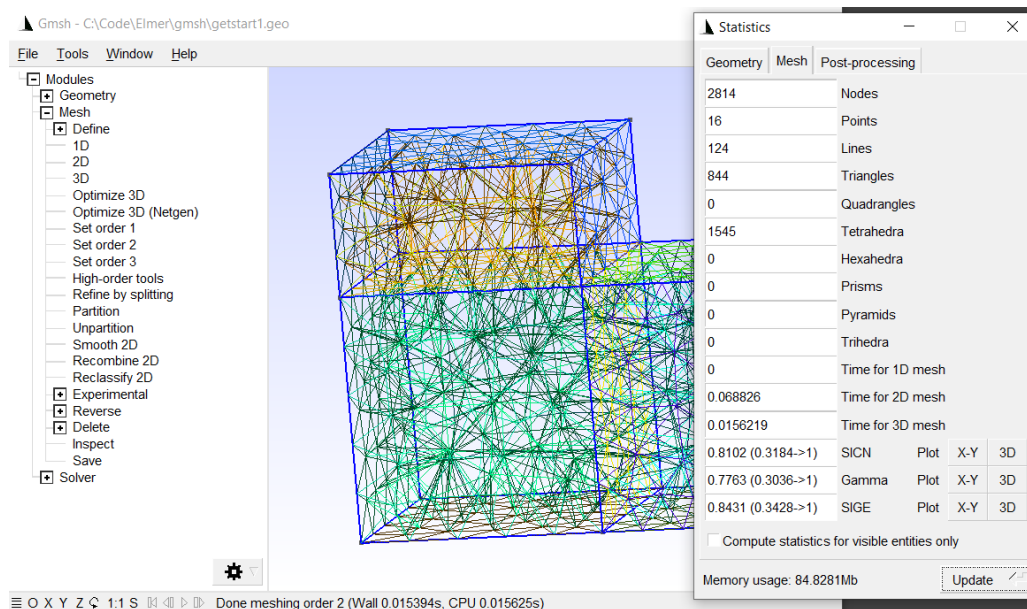 Gmsh - C:\Code\Elmer\gmsh\getstart1.geo
File Tools Window Help
Modules
Geometry
Mesh
Define
1D
2D
3D
Optimize 3D
Optimize 3D (Netgen)
Set order 1
Set order 2
Set order 3
High-order tools
Refine by splitting
Partition
Unpartition
Smooth 2D
Recombine 2D
Reclassify 2D
Experimental
Reverse
Delete
Inspect
Save
Solver
O X Y Z 1:1 S Done meshing order 2 (Wall 0.015394s, CPU 0.015625s)
Statistics
Geometry Mesh Post-processing
2814 Nodes
16 Points
124 Lines
844 Triangles
0 Quadrangles
1545 Tetrahedra
0 Hexahedra
0 Prisms
0 Pyramids
0 Trihedra
0 Time for 1D mesh
0.068826 Time for 2D mesh
0.0156219 Time for 3D mesh
0.8102 (0.3184->1) SICN Plot X-Y 3D
0.7763 (0.3036->1) Gamma Plot X-Y 3D
0.8431 (0.3428->1) SIGE Plot X-Y 3D
Compute statistics for visible entities only
Memory usage: 84.8281Mb Update